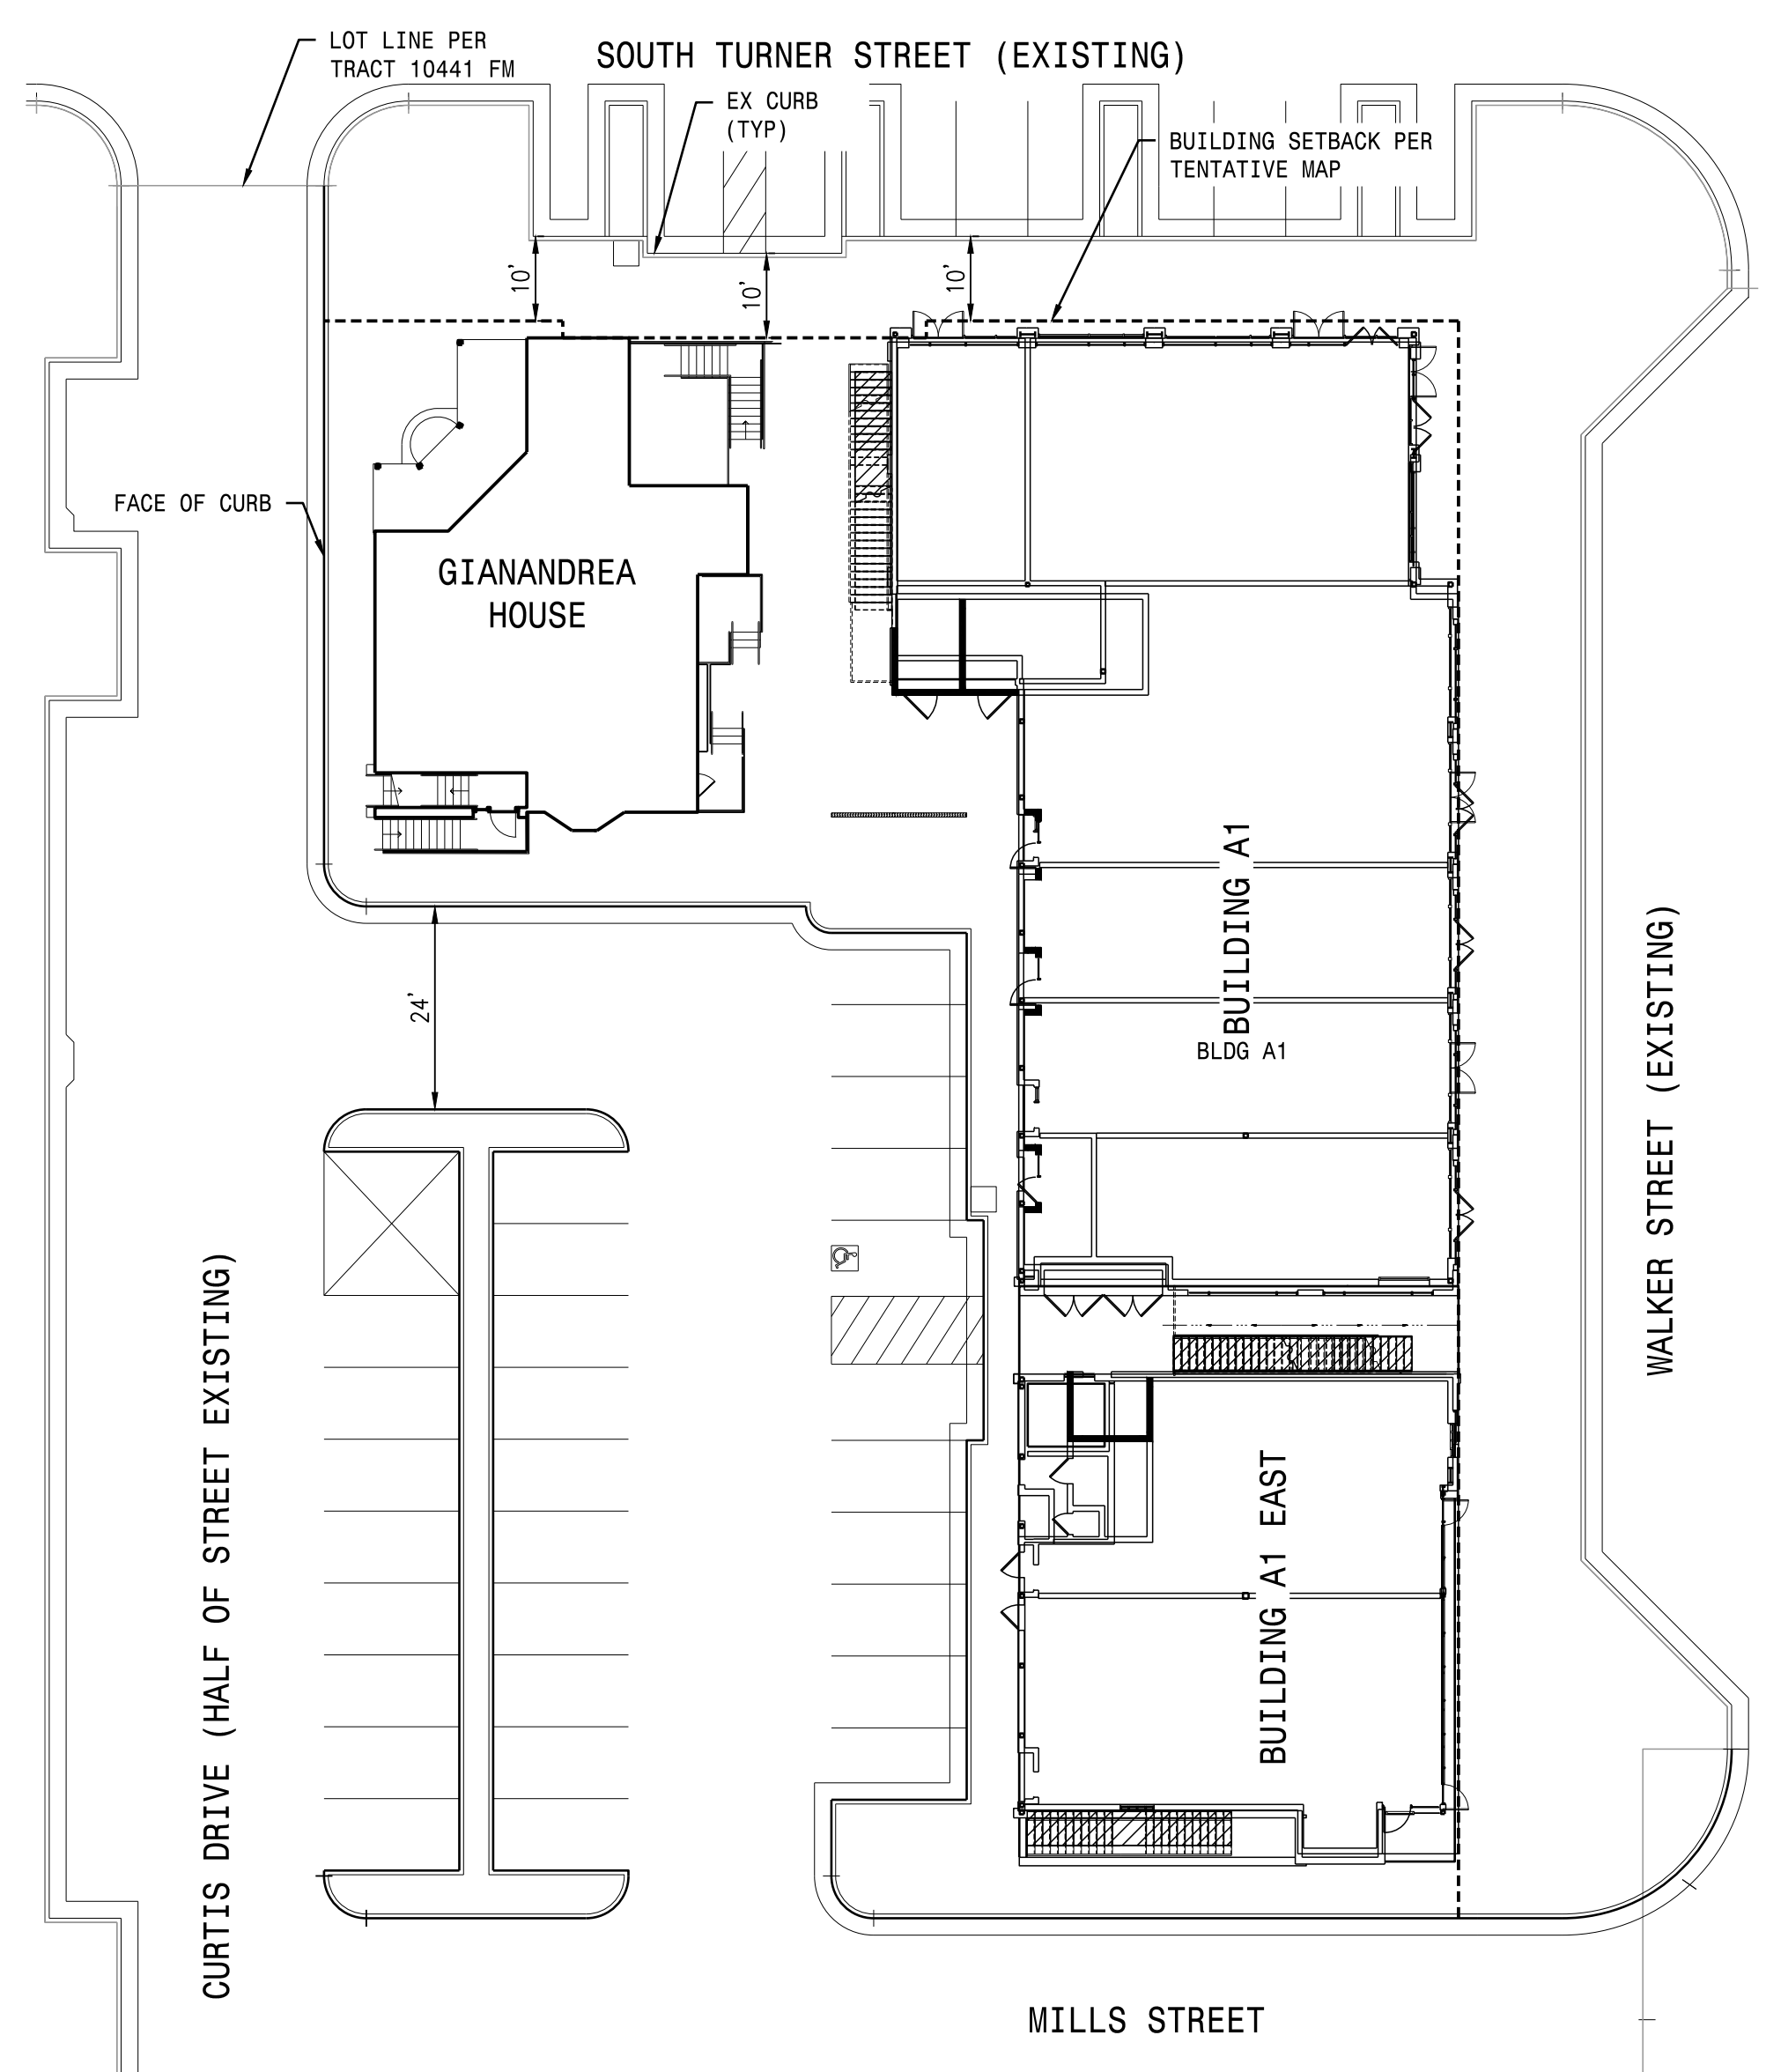 LOT LINE PER
TRACT 10441 FM
SOUTH TURNER STREET (EXISTING)
EX CURB
(TYP)
BUILDING SETBACK PER
TENTATIVE MAP
10'
10'
10'
FACE OF CURB
GIANANDREA
HOUSE
24'
BUILDING A1
BLDG A1
WALKER STREET (EXISTING)
CURTIS DRIVE (HALF OF STREET EXISTING)
BUILDING A1 EAST
MILLS STREET